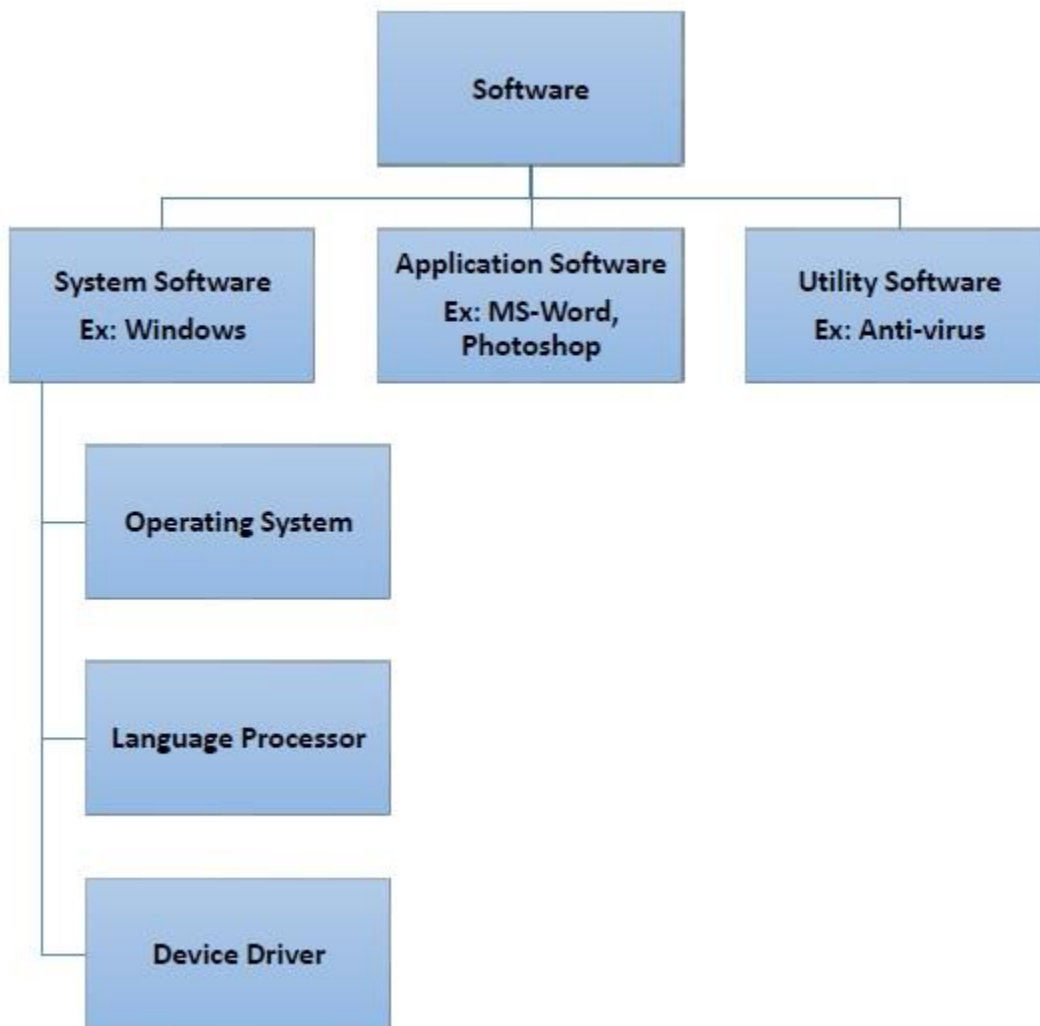 Software
System Software
Ex: Windows
Application Software
Ex: MS-Word,
Photoshop
Utility Software
Ex: Anti-virus
Operating System
Language Processor
Device Driver